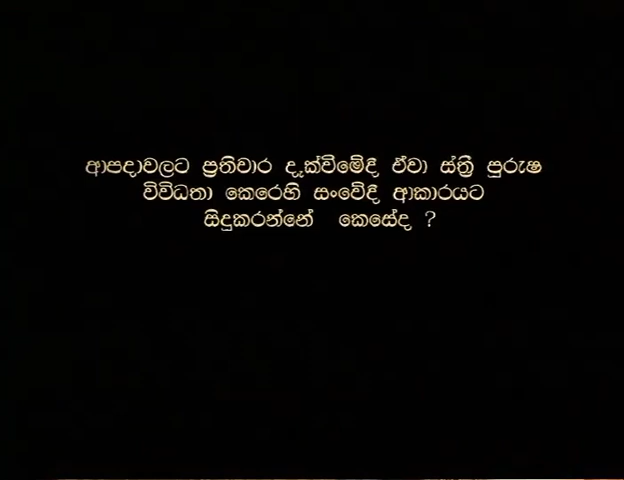 ආපදාවලට ප්‍රතිචාර දැක්වීමේදී ඒවා ස්ත්‍රී පුරුෂ
විවිධතා කෙරෙහි සංවේදී ආකාරයට
සිදුකරන්නේ කෙසේද ?